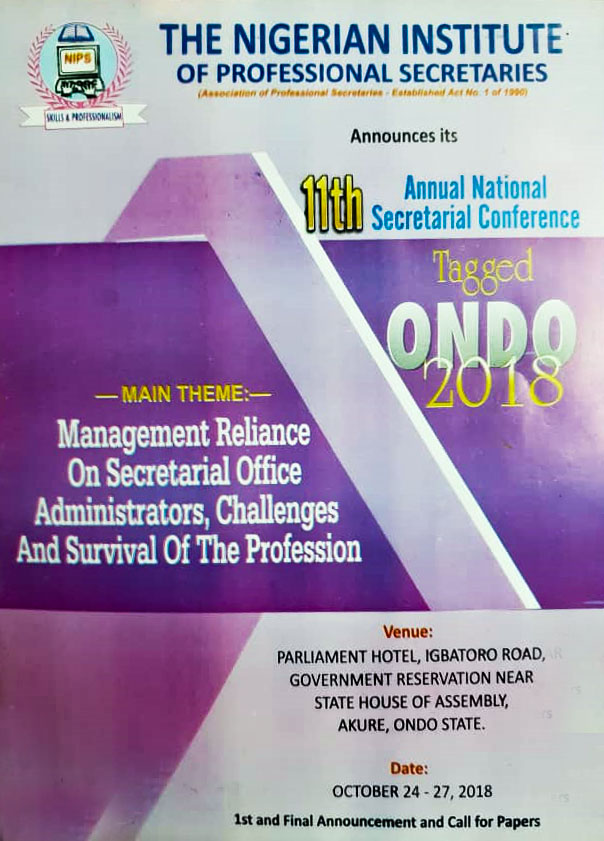 NIPS
SKILLS & PROFESSIONALISM
THE NIGERIAN INSTITUTE
OF PROFESSIONAL SECRETARIES
(Association of Professional Secretaries - Established Act No. 1 of 1990)
Announces its
11th
Annual National
Secretarial Conference
Tagged
ONDO
2018
— MAIN THEME:—
Management Reliance
On Secretarial Office
Administrators, Challenges
And Survival Of The Profession
Venue:
PARLIAMENT HOTEL, IGBATORO ROAD,
GOVERNMENT RESERVATION NEAR
STATE HOUSE OF ASSEMBLY,
AKURE, ONDO STATE.
Date:
OCTOBER 24 - 27, 2018
1st and Final Announcement and Call for Papers